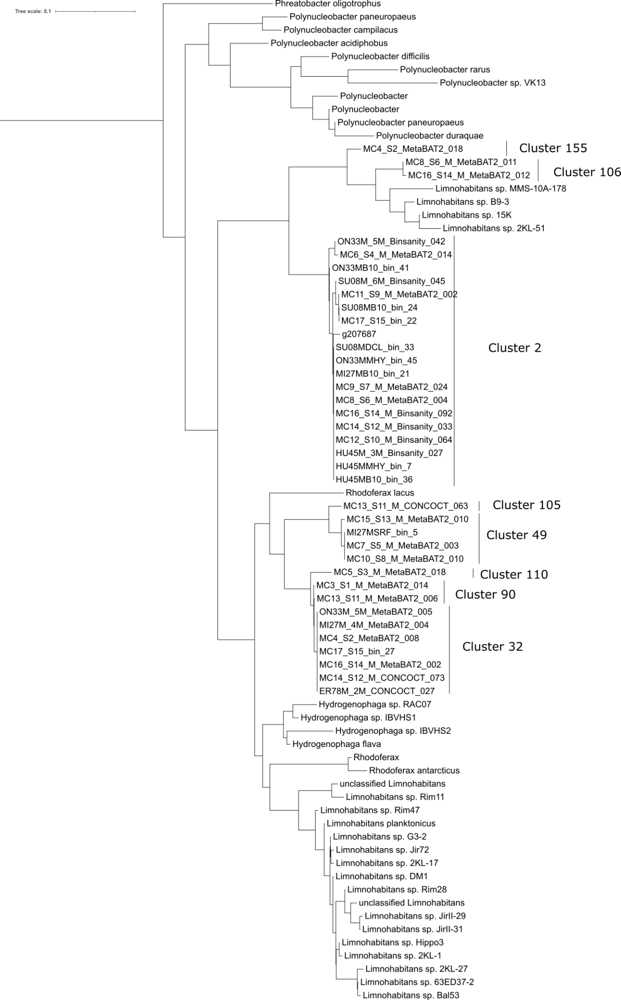 Tree scale: 0.1
Phreatobacter oligotrophus
Polynucleobacter paneuropaeus
Polynucleobacter campilacus
Polynucleobacter acidiphobus
Polynucleobacter difficilis
Polynucleobacter rarus
Polynucleobacter sp. VK13
Polynucleobacter
Polynucleobacter
Polynucleobacter paneuropaeus
Polynucleobacter duraquae
MC4_S2_MetaBAT2_018
Cluster 155
MC8_S6_M_MetaBAT2_011
Cluster 106
MC16_S14_M_MetaBAT2_012
Limnohabitans sp. MMS-10A-178
Limnohabitans sp. B9-3
Limnohabitans sp. 15K
Limnohabitans sp. 2KL-51
ON33M_5M_Binsanity_042
MC6_S4_M_MetaBAT2_014
ON33MB10_bin_41
SU08M_6M_Binsanity_045
MC11_S9_M_MetaBAT2_002
SU08MB10_bin_24
MC17_S15_bin_22
g207687
SU08MDCL_bin_33
Cluster 2
ON33MMHY_bin_45
MI27MB10_bin_21
MC9_S7_M_MetaBAT2_024
MC8_S6_M_MetaBAT2_004
MC16_S14_M_Binsanity_092
MC14_S12_M_Binsanity_033
MC12_S10_M_Binsanity_064
HU45M_3M_Binsanity_027
HU45MMHY_bin_7
HU45MB10_bin_36
Rhodoferax lacus
MC13_S11_M_CONCOCT_063
Cluster 105
MC15_S13_M_MetaBAT2_010
MI27MSRF_bin_5
Cluster 49
MC7_S5_M_MetaBAT2_003
MC10_S8_M_MetaBAT2_010
MC5_S3_M_MetaBAT2_018
Cluster 110
MC3_S1_M_MetaBAT2_014
Cluster 90
MC13_S11_M_MetaBAT2_006
ON33M_5M_MetaBAT2_005
MI27M_4M_MetaBAT2_004
MC4_S2_MetaBAT2_008
Cluster 32
MC17_S15_bin_27
MC16_S14_M_MetaBAT2_002
MC14_S12_M_CONCOCT_073
ER78M_2M_CONCOCT_027
Hydrogenophaga sp. RAC07
Hydrogenophaga sp. IBVHS1
Hydrogenophaga sp. IBVHS2
Hydrogenophaga flava
Rhodoferax
Rhodoferax antarcticus
unclassified Limnohabitans
Limnohabitans sp. Rim11
Limnohabitans sp. Rim47
Limnohabitans planktonicus
Limnohabitans sp. G3-2
Limnohabitans sp. Jir72
Limnohabitans sp. 2KL-17
Limnohabitans sp. DM1
Limnohabitans sp. Rim28
unclassified Limnohabitans
Limnohabitans sp. JirII-29
Limnohabitans sp. JirII-31
Limnohabitans sp. Hippo3
Limnohabitans sp. 2KL-1
Limnohabitans sp. 2KL-27
Limnohabitans sp. 63ED37-2
Limnohabitans sp. Bal53